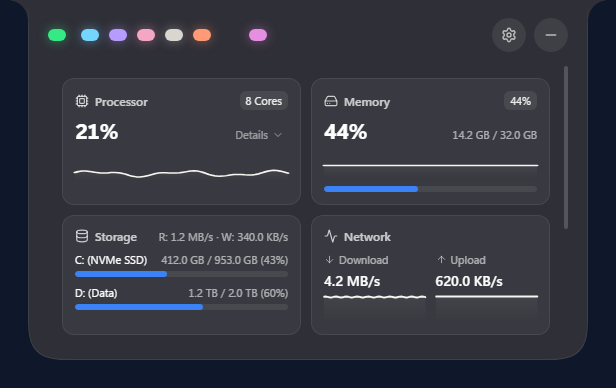 Processor
8 Cores
21%
Details
Memory
44%
44%
14.2 GB / 32.0 GB
Storage
R: 1.2 MB/s · W: 340.0 KB/s
C: (NVMe SSD)
412.0 GB / 953.0 GB (43%)
D: (Data)
1.2 TB / 2.0 TB (60%)
Network
Download
Upload
4.2 MB/s
620.0 KB/s